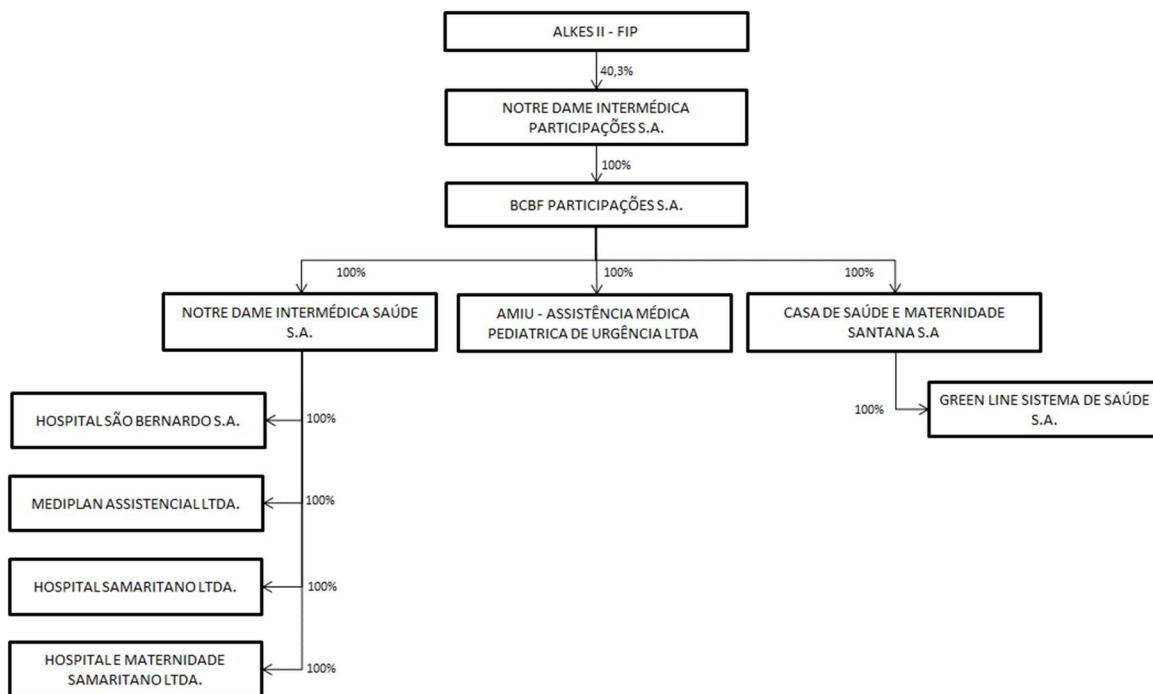 ALKES II - FIP
40,3%
NOTRE DAME INTERMÉDICA
PARTICIPAÇÕES S.A.
100%
BCBF PARTICIPAÇÕES S.A.
100%
100%
100%
NOTRE DAME INTERMÉDICA SAÚDE
S.A.
AMIU - ASSISTÊNCIA MÉDICA
PEDIATRICA DE URGÊNCIA LTDA
CASA DE SAÚDE E MATERNIDADE
SANTANA S.A
HOSPITAL SÃO BERNARDO S.A.
100%
100%
GREEN LINE SISTEMA DE SAÚDE
S.A.
MEDIPLAN ASSISTENCIAL LTDA.
100%
HOSPITAL SAMARITANO LTDA.
100%
HOSPITAL E MATERNIDADE
SAMARITANO LTDA.
100%